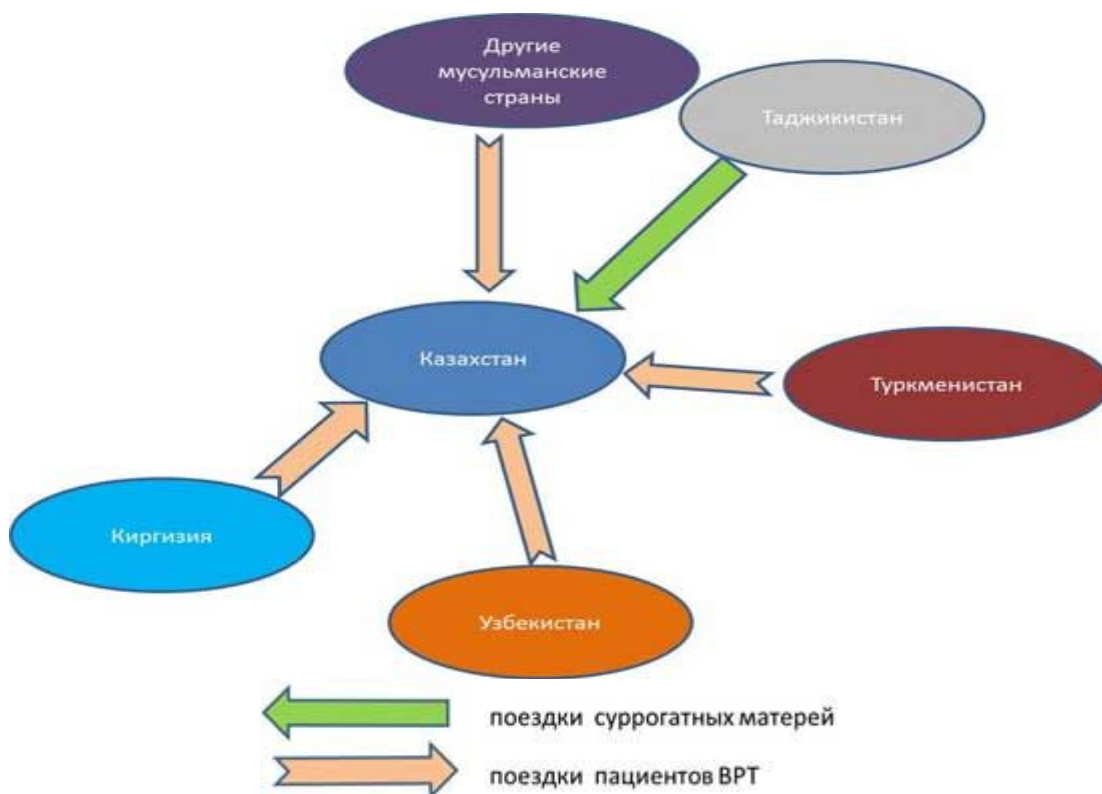 Другие
мусульманские
страны
Таджикистан
Казахстан
Туркменистан
Киргизия
Узбекистан
поездки суррогатных матерей
поездки пациентов ВРТ